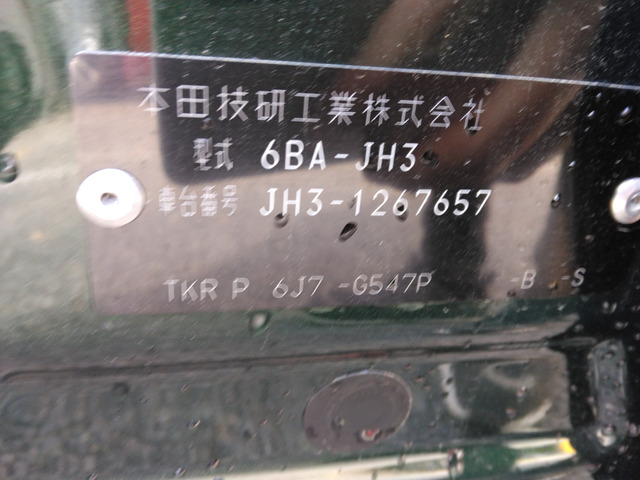 本田技研工業株式会社
型式 6BA-JH3
車台番号 JH3-1267657
TKR P 6J7 -G547P -B -S